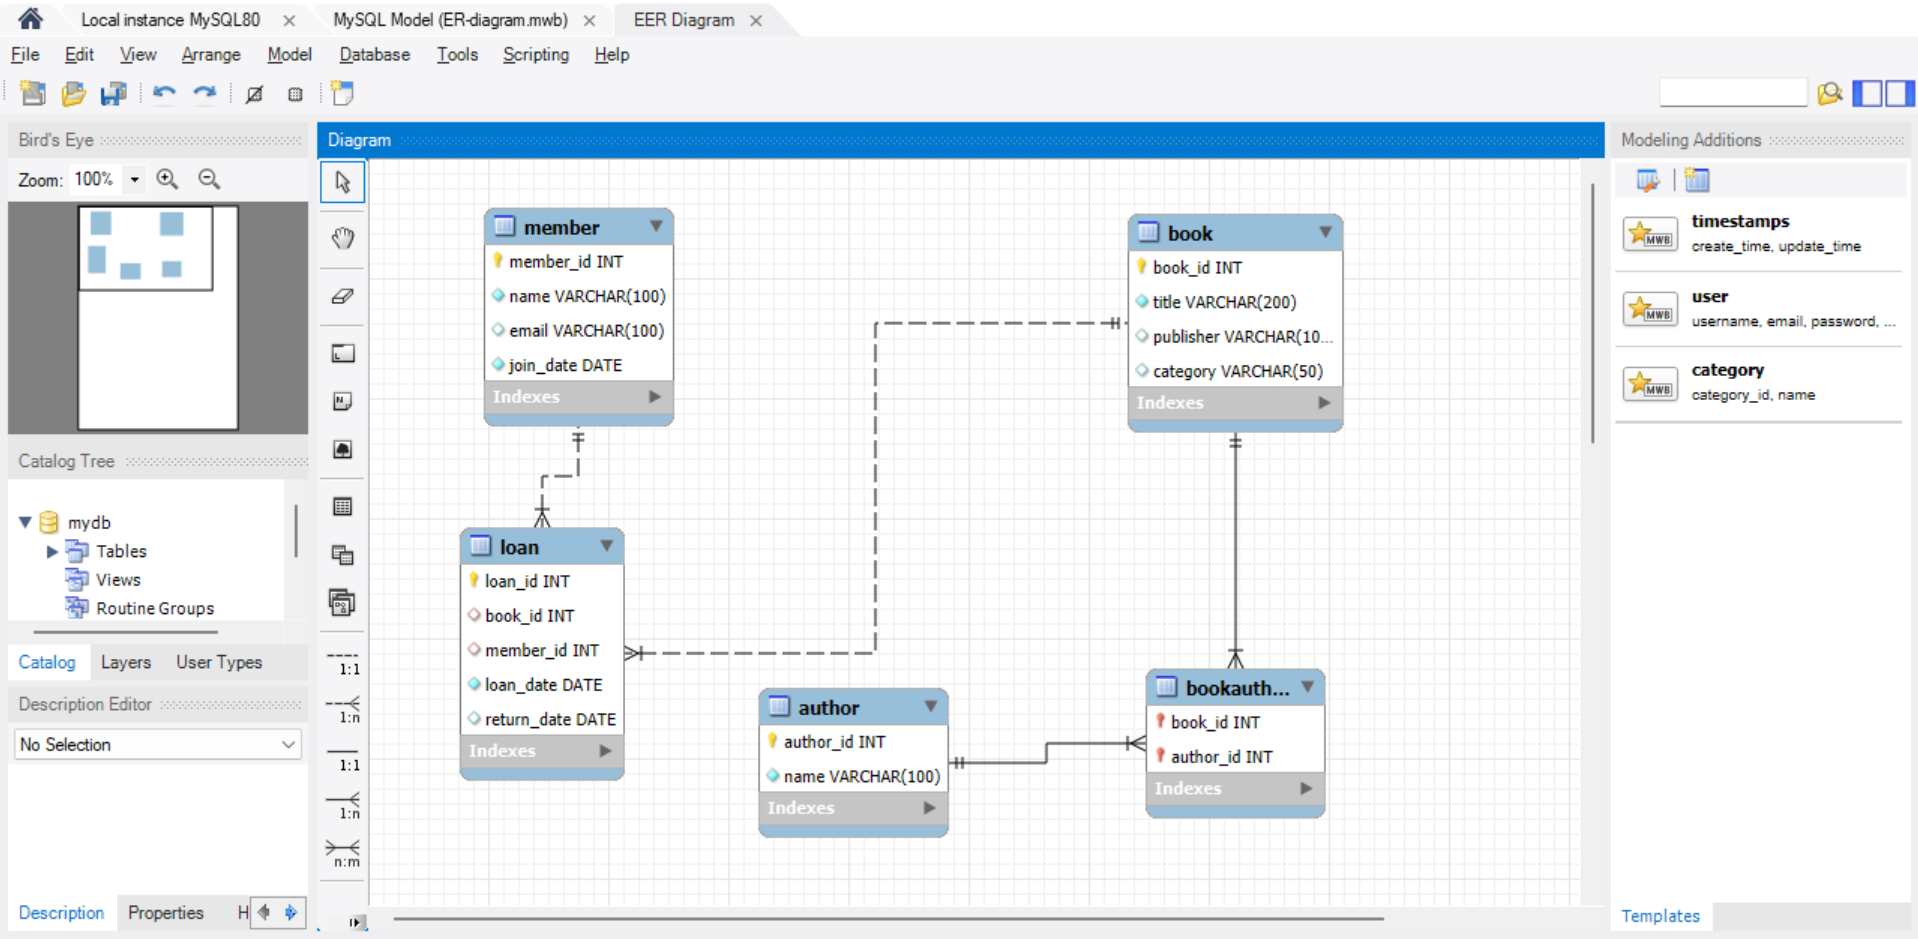 Local instance MySQL80
MySQL Model (ER-diagram.mwb)
EER Diagram
File Edit View Arrange Model Database Tools Scripting Help
Bird's Eye
Zoom: 100%
Catalog Tree
mydb
Tables
Views
Routine Groups
Catalog Layers User Types
Description Editor
No Selection
Description Properties H
Diagram
1:1
1:n
1:1
1:n
n:m
member
member_id INT
name VARCHAR(100)
email VARCHAR(100)
join_date DATE
Indexes
book
book_id INT
title VARCHAR(200)
publisher VARCHAR(10...
category VARCHAR(50)
Indexes
loan
loan_id INT
book_id INT
member_id INT
loan_date DATE
return_date DATE
Indexes
author
author_id INT
name VARCHAR(100)
Indexes
bookauth...
book_id INT
author_id INT
Indexes
Modeling Additions
MWB
timestamps
create_time, update_time
MWB
user
username, email, password, ...
MWB
category
category_id, name
Templates